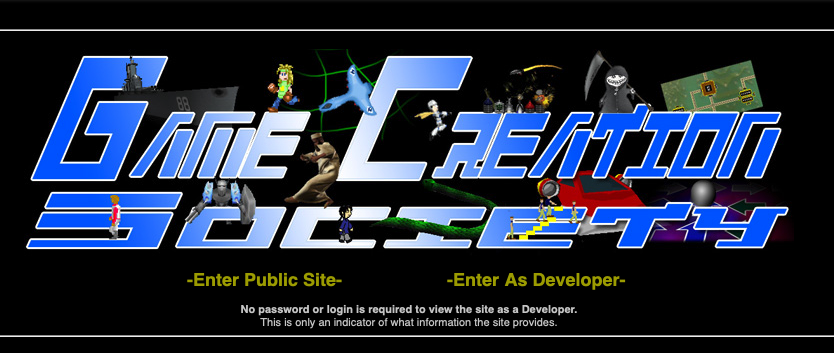 GAME CREATION
SOCIETY
88
-Enter Public Site-
-Enter As Developer-
No password or login is required to view the site as a Developer.
This is only an indicator of what information the site provides.